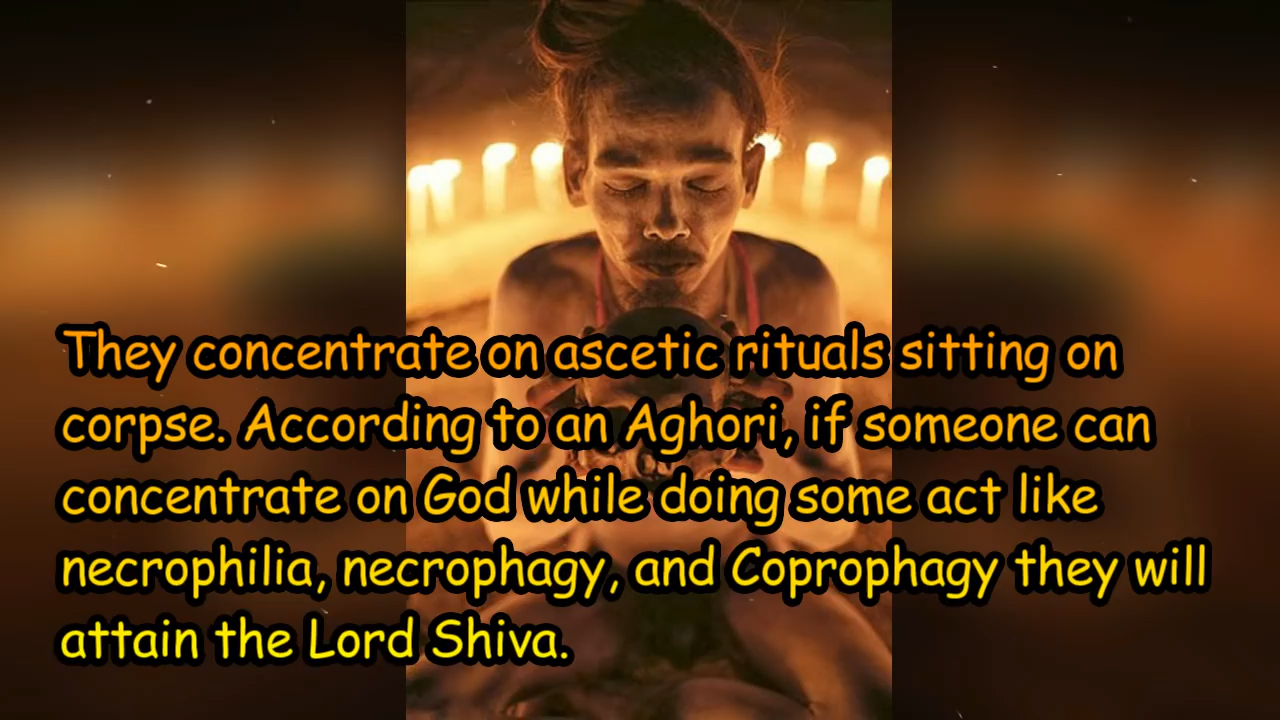 They concentrate on ascetic rituals sitting on
corpse. According to an Aghori, if someone can
concentrate on God while doing some act like
necrophilia, necrophagy, and Coprophagy they will
attain the Lord Shiva.